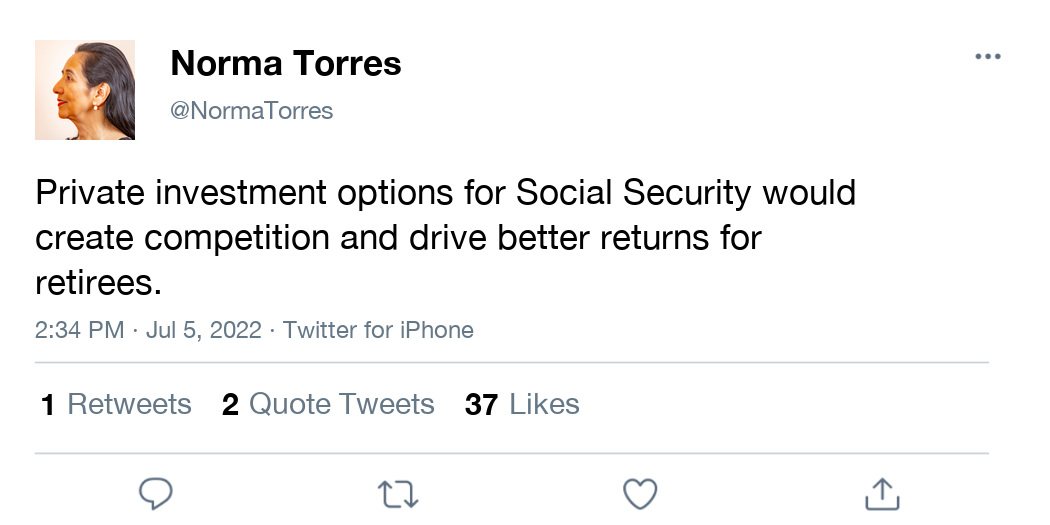 Norma Torres
@NormaTorres
Private investment options for Social Security would
create competition and drive better returns for
retirees.
2:34 PM · Jul 5, 2022 · Twitter for iPhone
1 Retweets 2 Quote Tweets 37 Likes